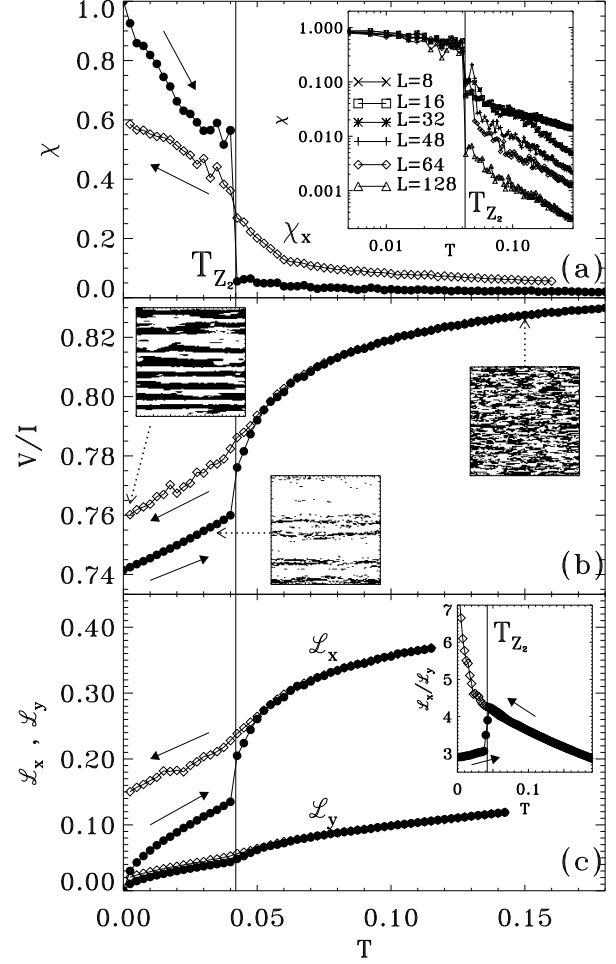 χ
1.0
0.8
0.6
0.4
0.2
0.0
χx
TZ2
(a)
χ
1.000
0.100
0.010
0.001
L=8
L=16
L=32
L=48
L=64
L=128
TZ2
0.01
T
0.10
V/I
0.82
0.80
0.78
0.76
0.74
(b)
ℒx , ℒy
0.40
0.30
0.20
0.10
0.00
ℒx
ℒy
(c)
ℒx/ℒy
7
6
5
4
3
TZ2
0
0.1
T
0.00
0.05
0.10
0.15
T